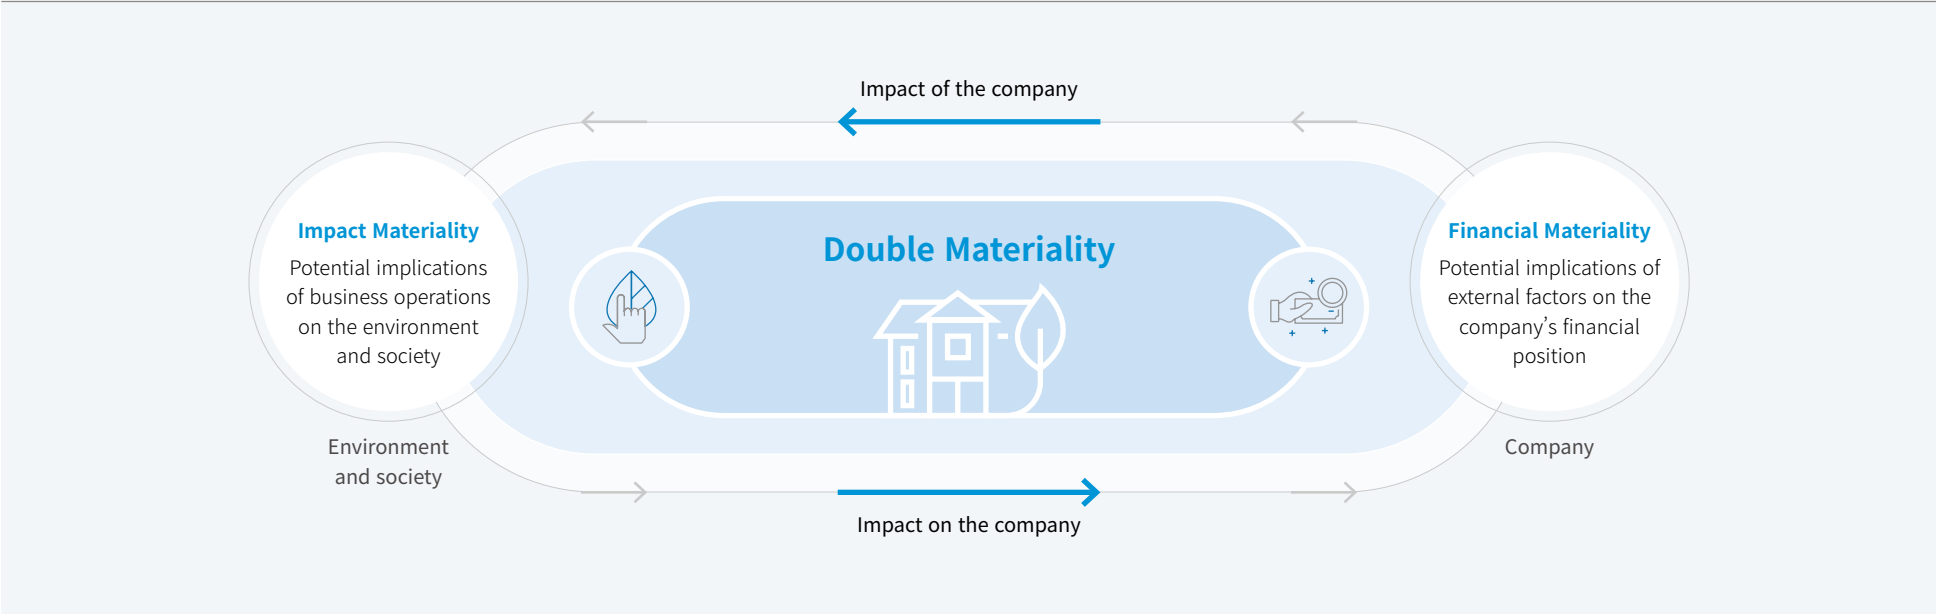 Impact of the company
Impact Materiality
Potential implications
of business operations
on the environment
and society
Environment
and society
Double Materiality
Financial Materiality
Potential implications of
external factors on the
company’s financial
position
Company
Impact on the company